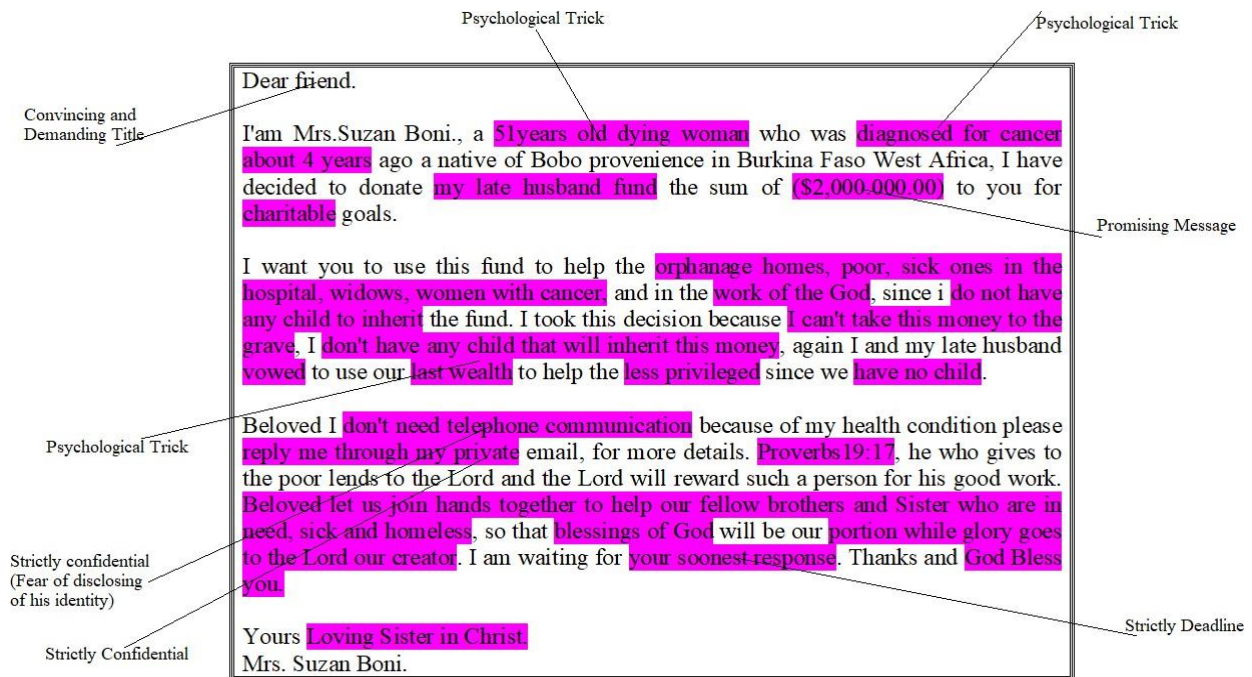 Psychological Trick
Psychological Trick
Convincing and
Demanding Title
Dear friend.
I'am Mrs.Suzan Boni., a 51years old dying woman who was diagnosed for cancer
about 4 years ago a native of Bobo provenience in Burkina Faso West Africa, I have
decided to donate my late husband fund the sum of ($2,000.000.00) to you for
charitable goals.
Promising Message
I want you to use this fund to help the orphanage homes, poor, sick ones in the
hospital, widows, women with cancer, and in the work of the God, since i do not have
any child to inherit the fund. I took this decision because I can't take this money to the
grave, I don't have any child that will inherit this money, again I and my late husband
vowed to use our last wealth to help the less privileged since we have no child.
Psychological Trick
Beloved I don't need telephone communication because of my health condition please
reply me through my private email, for more details. Proverbs19:17, he who gives to
the poor lends to the Lord and the Lord will reward such a person for his good work.
Beloved let us join hands together to help our fellow brothers and Sister who are in
need, sick and homeless, so that blessings of God will be our portion while glory goes
to the Lord our creator. I am waiting for your soonest response. Thanks and God Bless
you.
Strictly confidential
(Fear of disclosing
of his identity)
Strictly Deadline
Strictly Confidential
Yours Loving Sister in Christ.
Mrs. Suzan Boni.